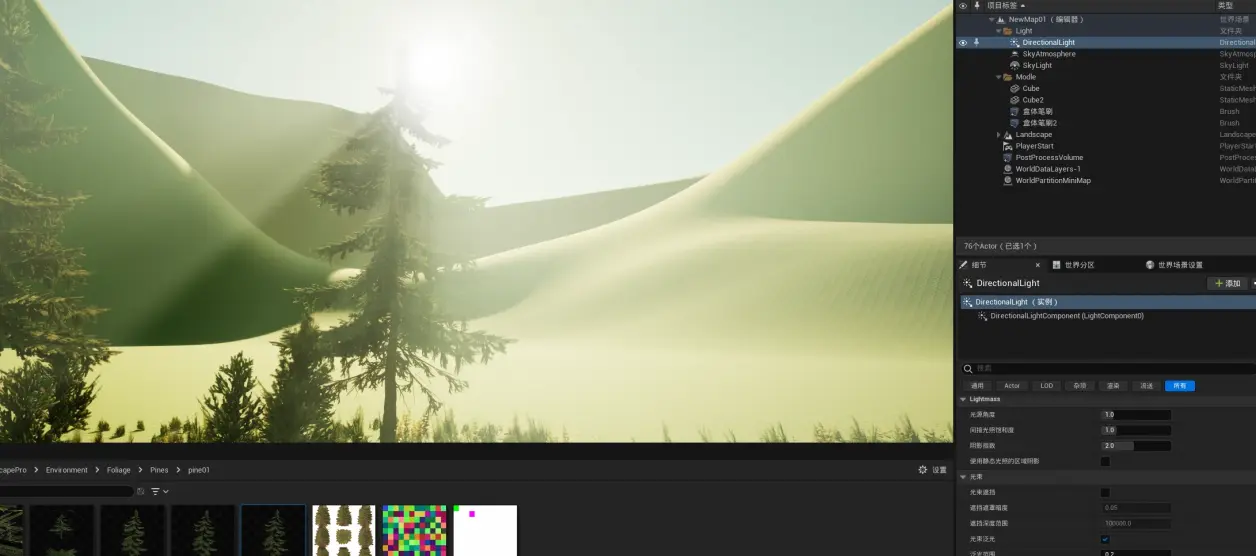 项目标签 类型
NewMap01 （编辑器） 世界场景
Light 文件夹
DirectionalLight Directional
SkyAtmosphere SkyAtmos
SkyLight SkyLight
Modle 文件夹
Cube StaticMesh
Cube2 StaticMesh
盒体笔刷 Brush
盒体笔刷2 Brush
Landscape Landscape
PlayerStart PlayerStar
PostProcessVolume PostProces
WorldDataLayers-1 WorldData
WorldPartitionMiniMap WorldParti
76个Actor（已选1个）
细节 世界分区 世界场景设置
DirectionalLight 添加
DirectionalLight （实例）
DirectionalLightComponent (LightComponent0)
搜索
通用 Actor LOD 杂项 渲染 流送 所有
Lightmass
光源角度 1.0
间接光照饱和度 1.0
阴影指数 2.0
使用静态光照的区域阴影
光束
光束遮挡
遮挡遮罩暗度 0.05
遮挡深度范围 100000.0
光束泛光
泛光范围 0.2
capePro > Environment > Foliage > Pines > pine01 设置